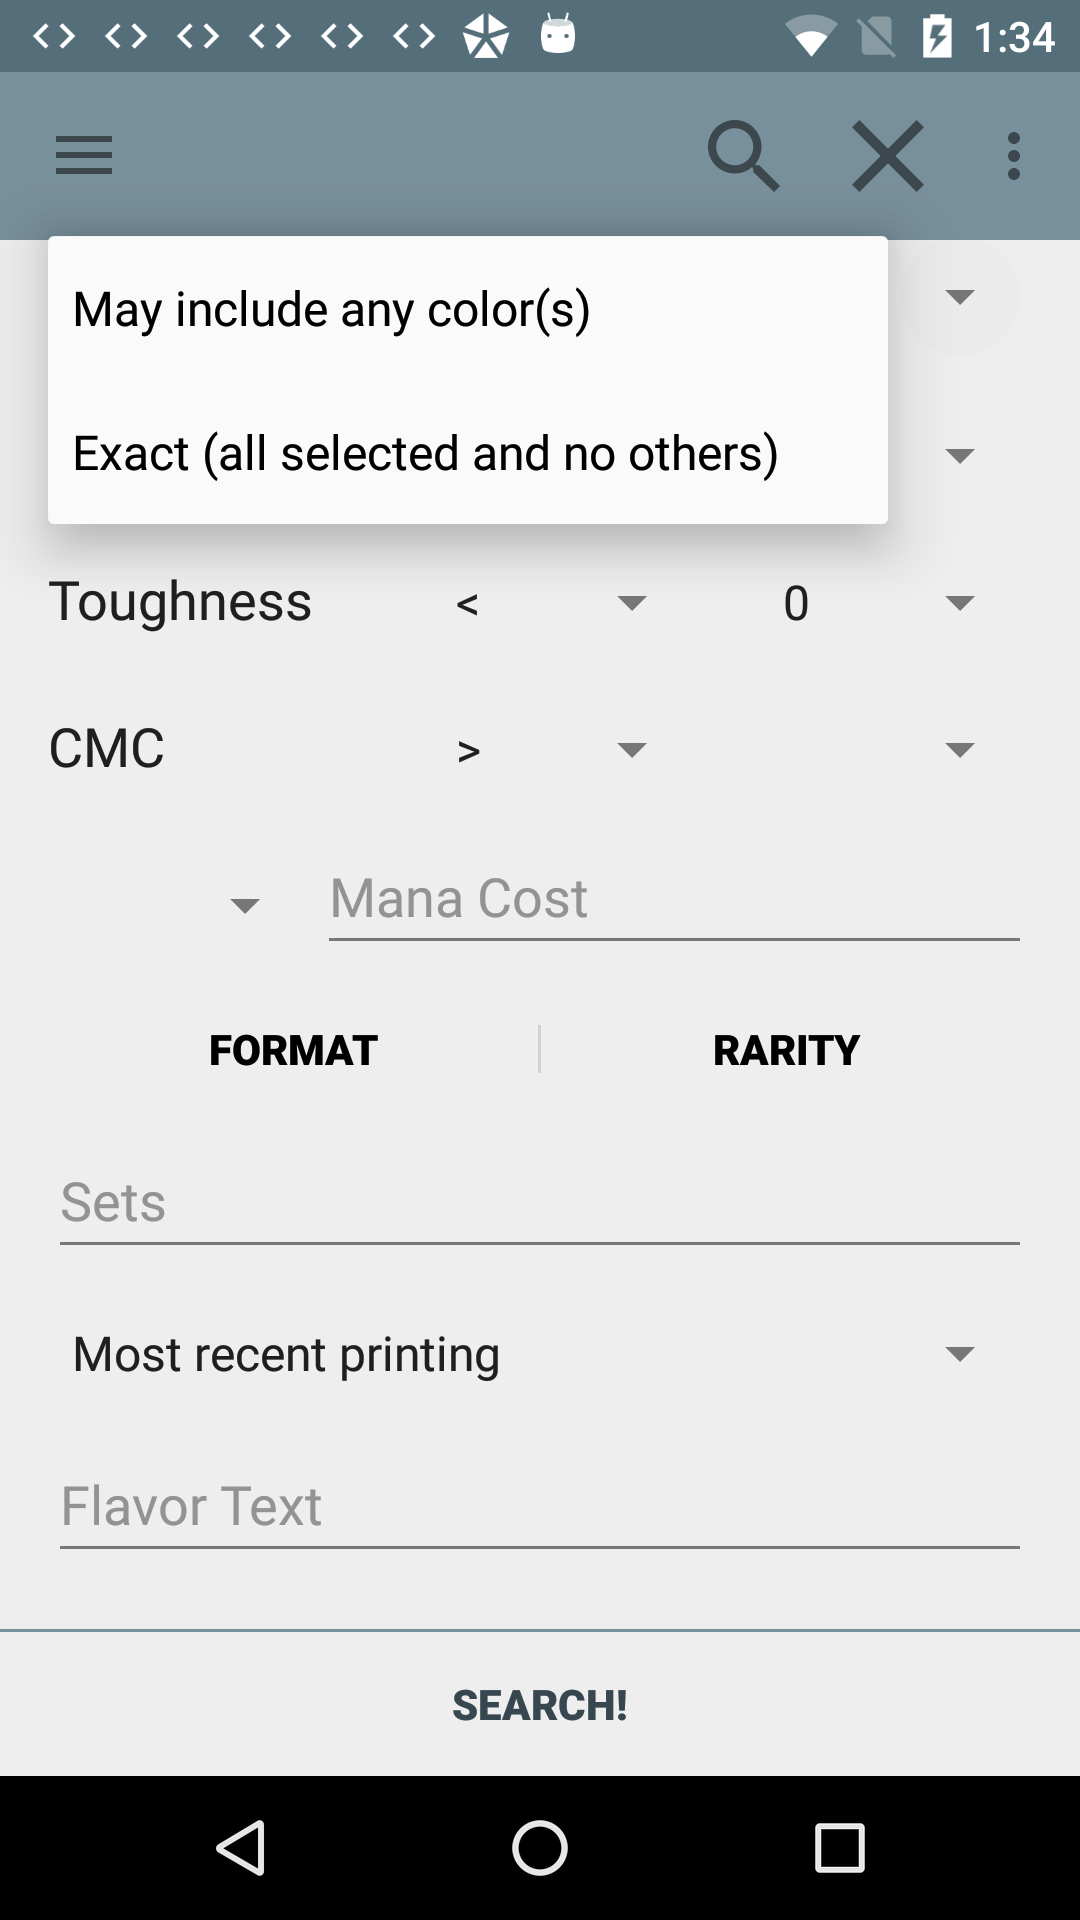 1:34
May include any color(s)
Exact (all selected and no others)
Toughness < 0
CMC >
Mana Cost
FORMAT RARITY
Sets
Most recent printing
Flavor Text
SEARCH!